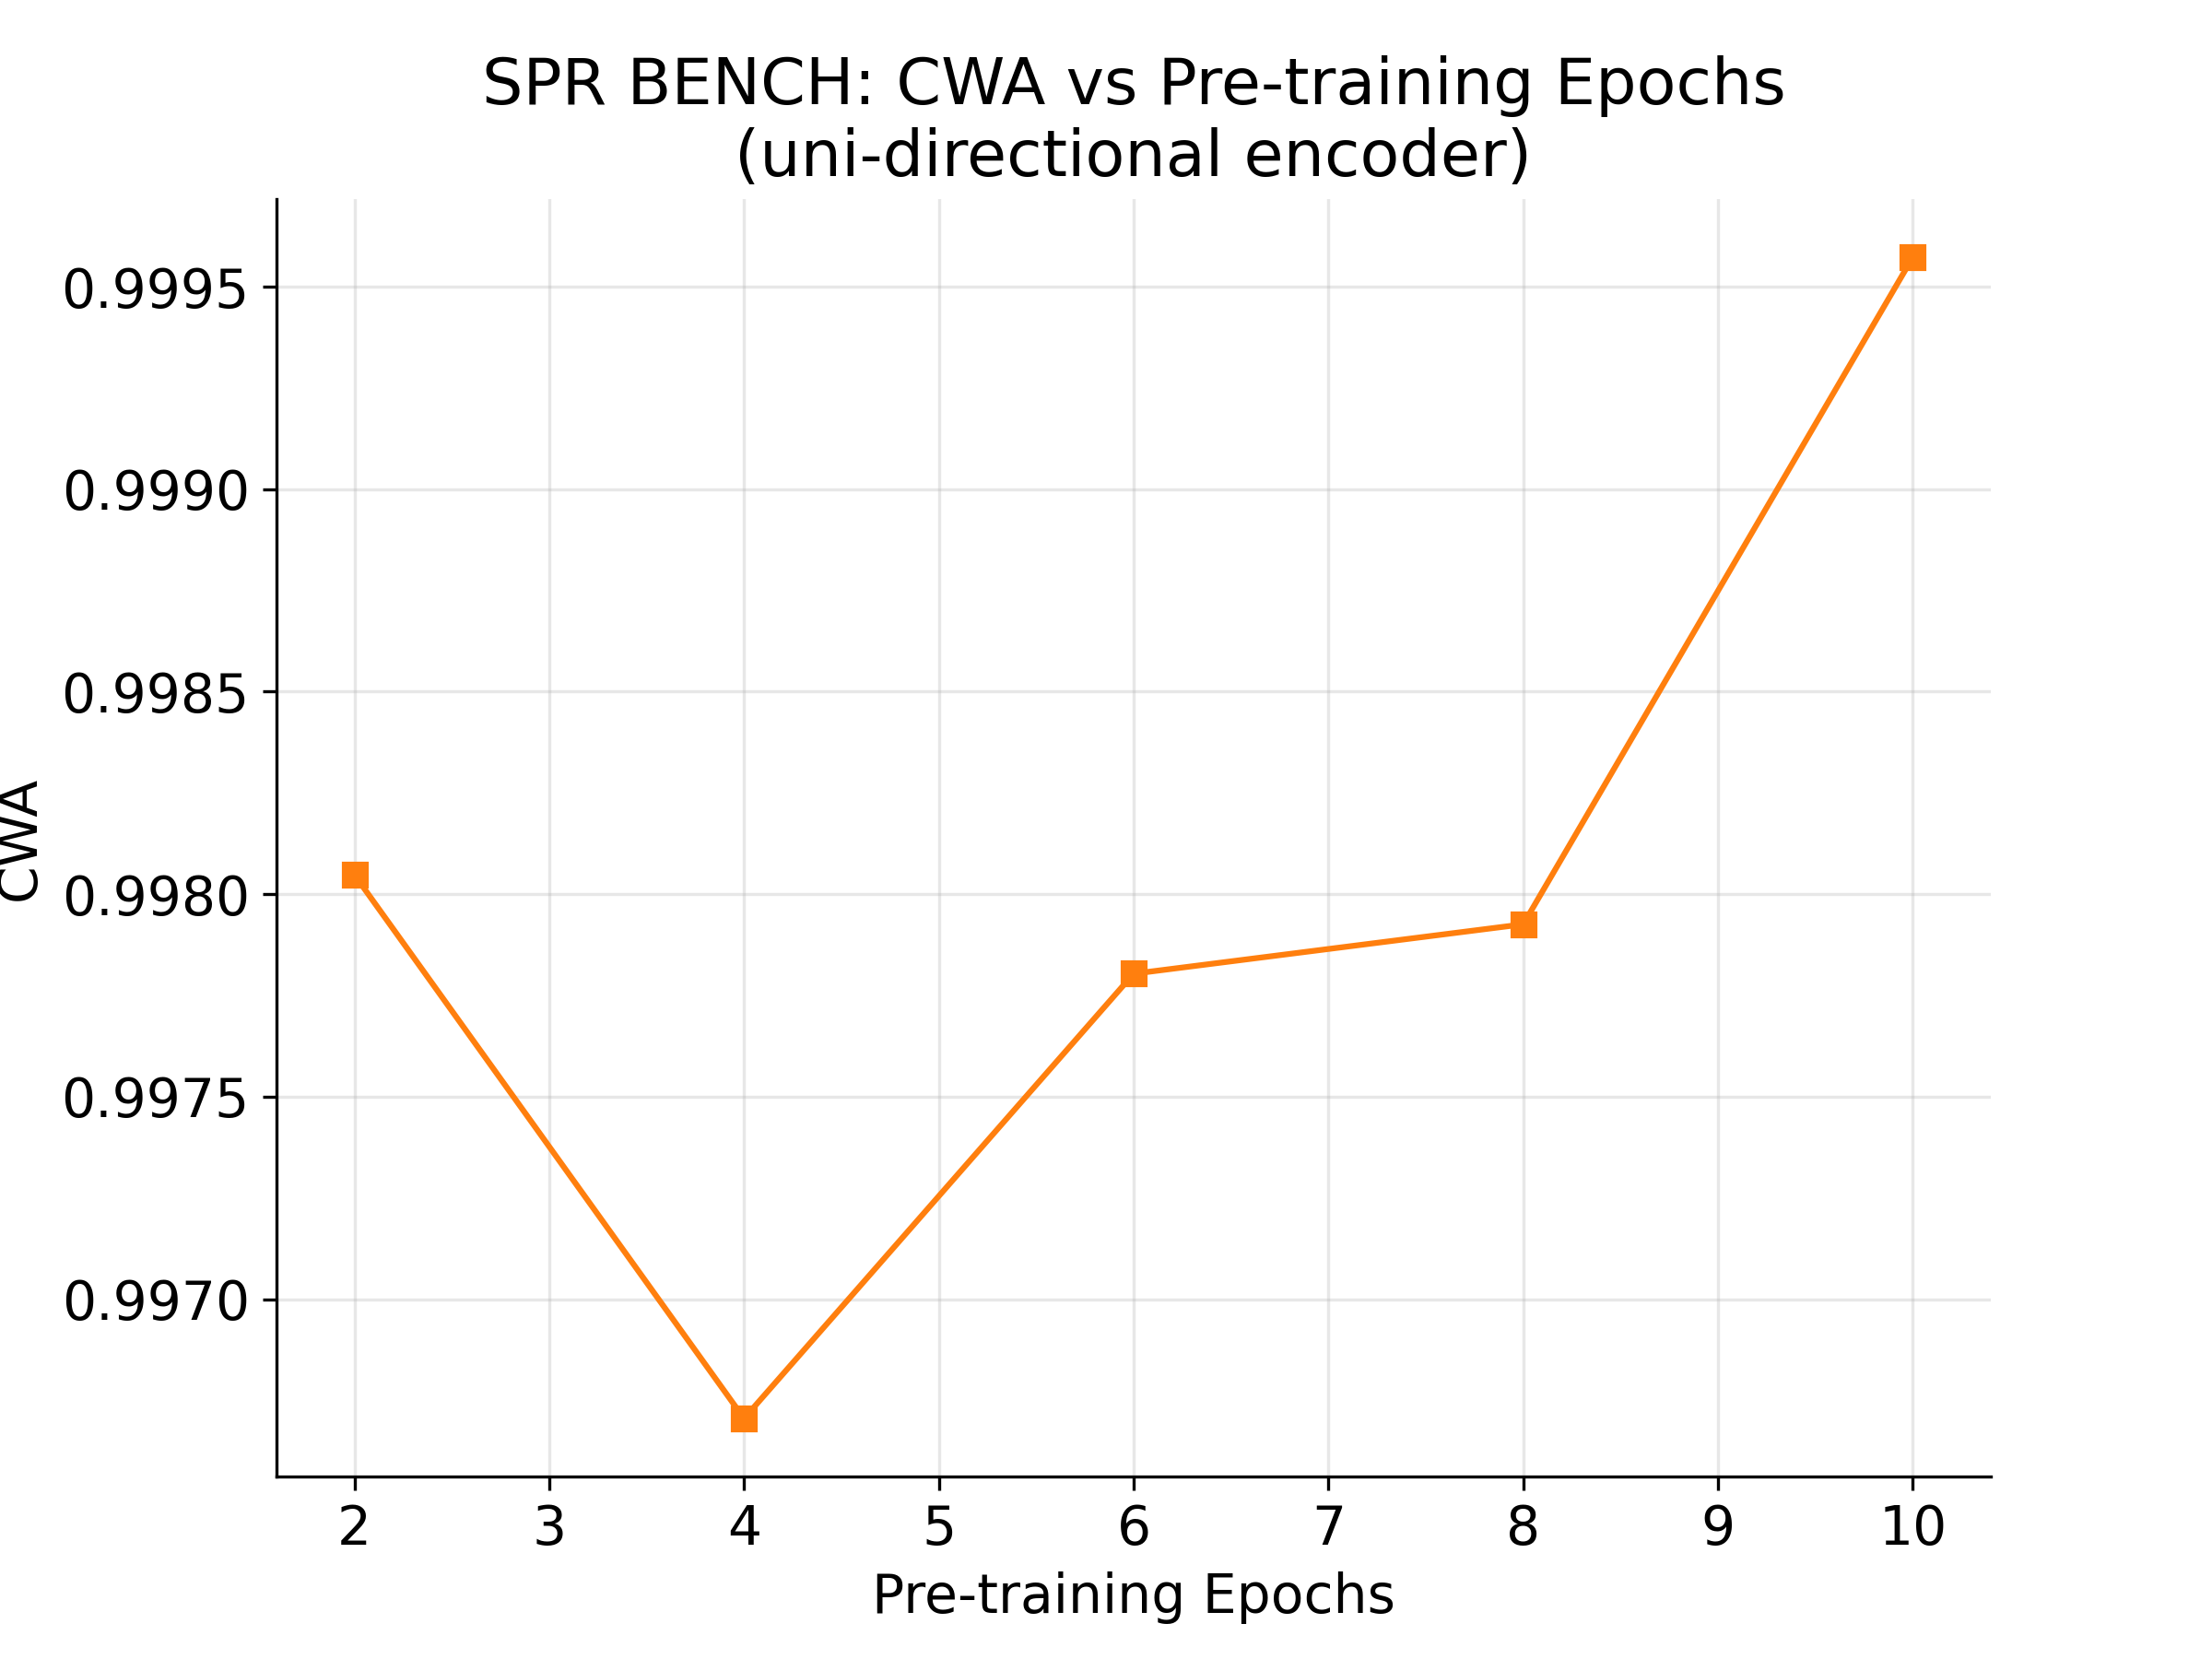 SPR BENCH: CWA vs Pre-training Epochs
(uni-directional encoder)
0.9995
0.9990
0.9985
0.9980
0.9975
0.9970
CWA
2 3 4 5 6 7 8 9 10
Pre-training Epochs